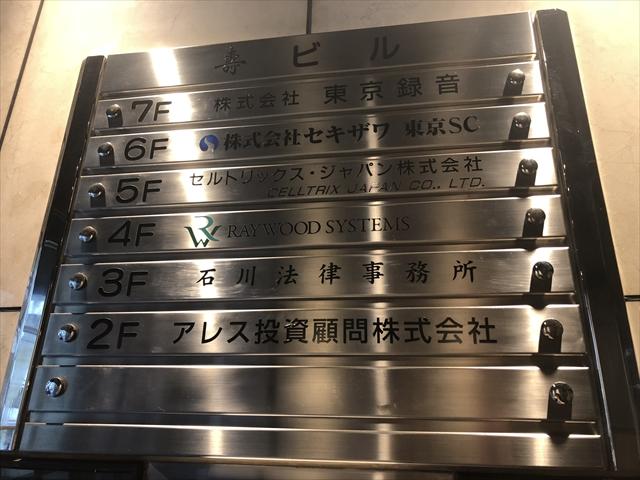 壽 ビル
7F 株式会社 東京録音
6F 株式会社セキザワ 東京SC
5F セルトリックス・ジャパン株式会社
CELLTRIX JAPAN CO., LTD.
4F RW RAYWOOD SYSTEMS
3F 石川法律事務所
2F アレス投資顧問株式会社